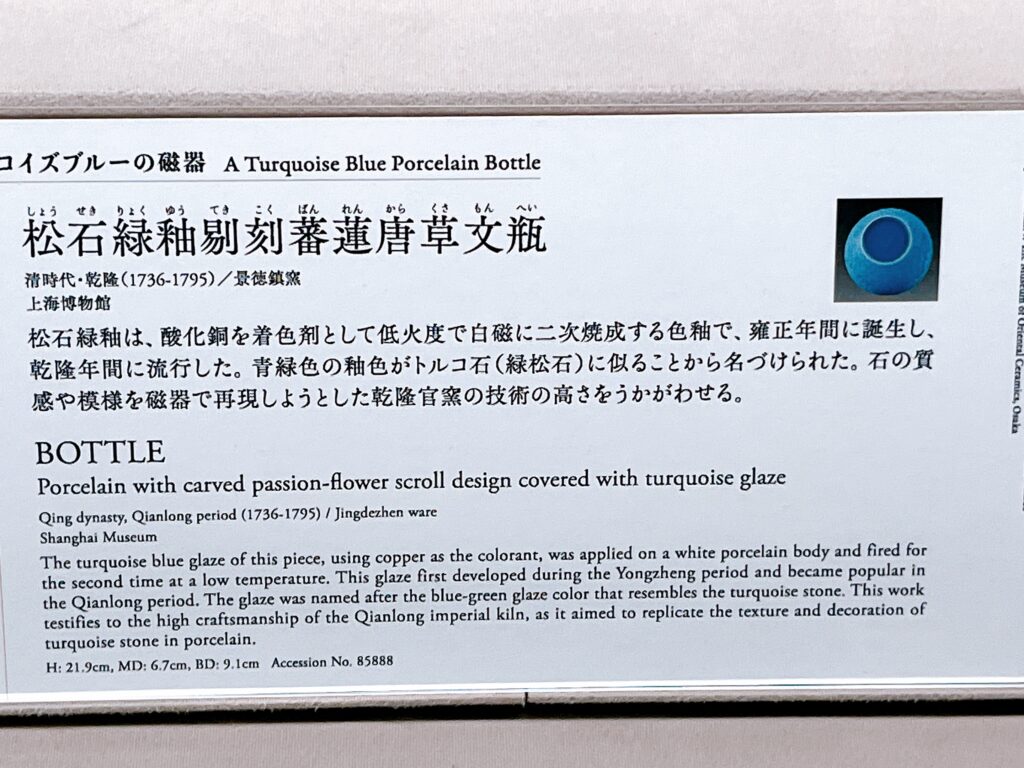 コイズブルーの磁器 A Turquoise Blue Porcelain Bottle
しょう せき りょく ゆう てき こく ばん れん から くさ もん へい
松石緑釉剔刻蕃蓮唐草文瓶
清時代・乾隆(1736-1795)/景徳鎮窯
上海博物館
松石緑釉は、酸化銅を着色剤として低火度で白磁に二次焼成する色釉で、雍正年間に誕生し、
乾隆年間に流行した。青緑色の釉色がトルコ石(緑松石)に似ることから名づけられた。石の質
感や模様を磁器で再現しようとした乾隆官窯の技術の高さをうかがわせる。
BOTTLE
Porcelain with carved passion-flower scroll design covered with turquoise glaze
Qing dynasty, Qianlong period (1736-1795) / Jingdezhen ware
Shanghai Museum
The turquoise blue glaze of this piece, using copper as the colorant, was applied on a white porcelain body and fired for
the second time at a low temperature. This glaze first developed during the Yongzheng period and became popular in
the Qianlong period. The glaze was named after the blue-green glaze color that resembles the turquoise stone. This work
testifies to the high craftsmanship of the Qianlong imperial kiln, as it aimed to replicate the texture and decoration of
turquoise stone in porcelain.
H: 21.9cm, MD: 6.7cm, BD: 9.1cm Accession No. 85888
Museum of Oriental Ceramics, Osaka